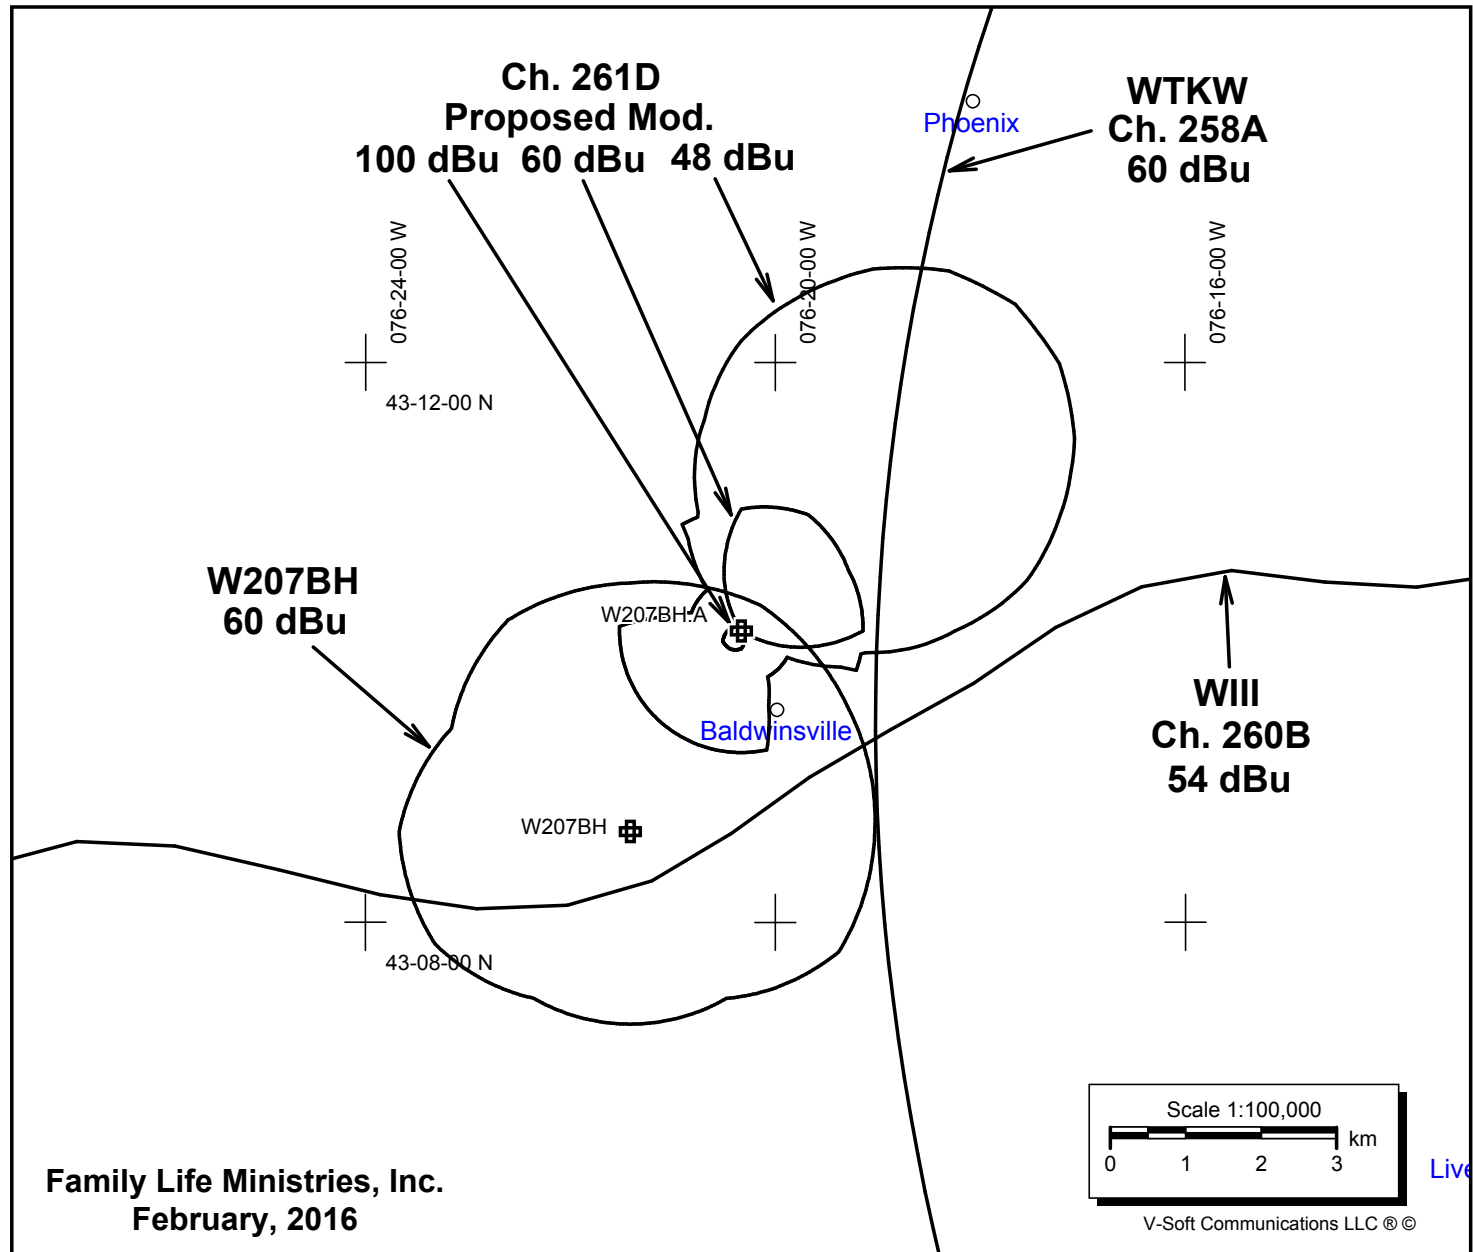 Ch. 261D
Proposed Mod.
100 dBu 60 dBu 48 dBu
WTKW
Ch. 258A
60 dBu
Phoenix
076-24-00 W
076-20-00 W
076-16-00 W
43-12-00 N
W207BH
60 dBu
W207BH.A
Baldwinsville
WIII
Ch. 260B
54 dBu
W207BH
43-08-00 N
Scale 1:100,000
km
0 1 2 3
Family Life Ministries, Inc.
February, 2016
V-Soft Communications LLC ® ©